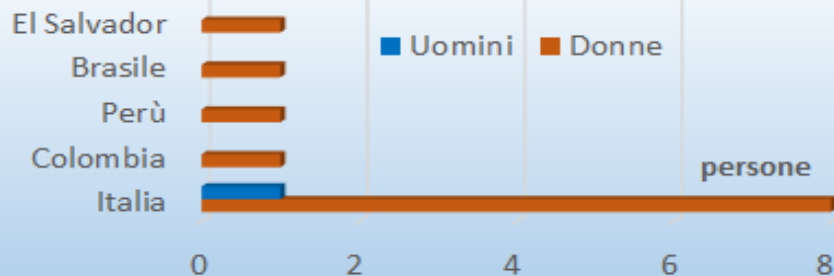 El Salvador
Uomini Donne
Brasile
Perù
Colombia
persone
Italia
0 2 4 6 8